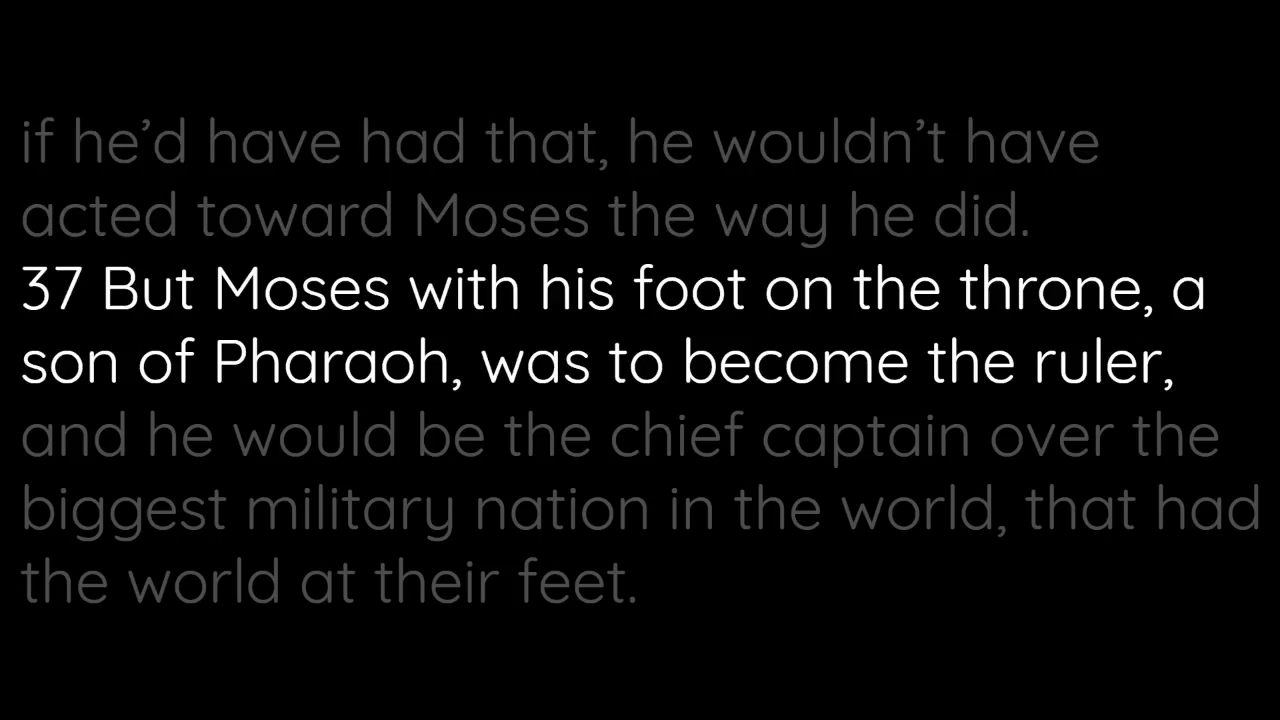 if he’d have had that, he wouldn’t have
acted toward Moses the way he did.
37 But Moses with his foot on the throne, a
son of Pharaoh, was to become the ruler,
and he would be the chief captain over the
biggest military nation in the world, that had
the world at their feet.